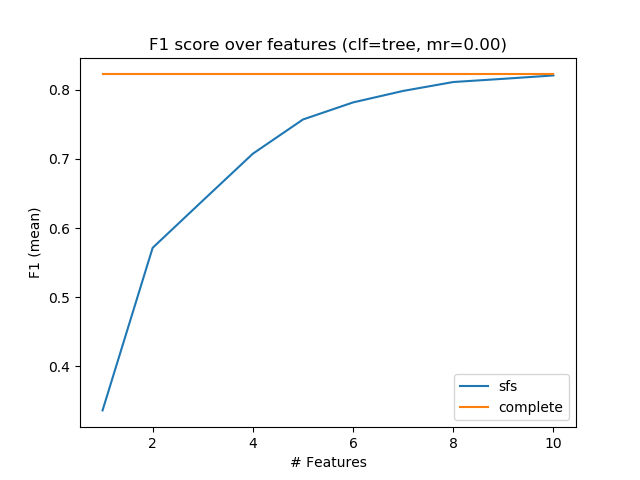 F1 score over features (clf=tree, mr=0.00)
F1 (mean)
0.8
0.7
0.6
0.5
0.4
sfs
complete
2 4 6 8 10
# Features